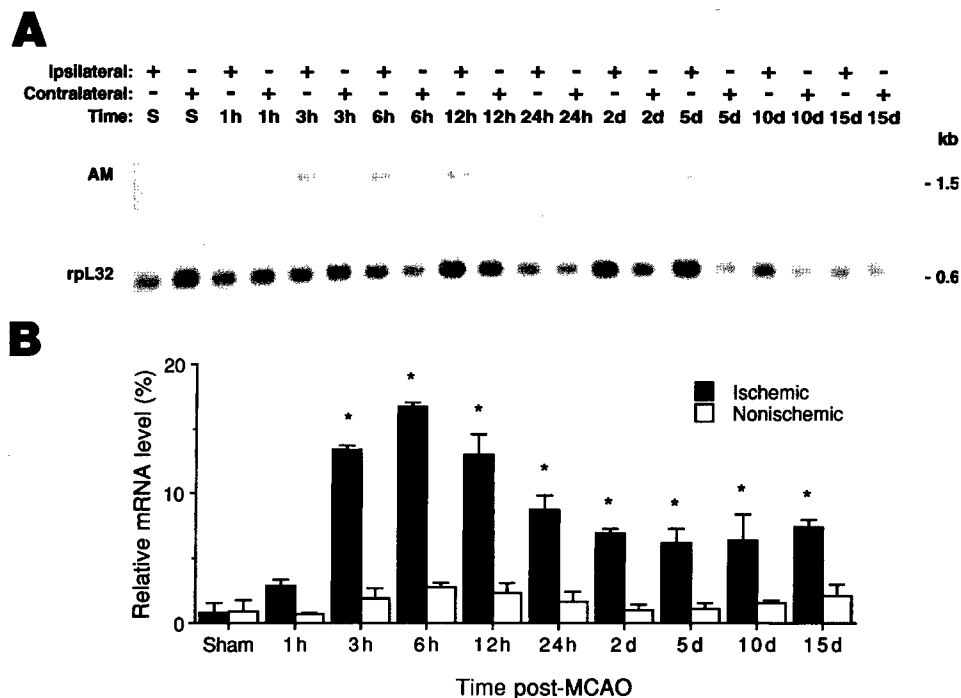 A
Ipsilateral: + - + - + - + - + - + - + - + - + - + -
Contralateral: - + - + - + - + - + - + - + - + - + - +
Time: S S 1h 1h 3h 3h 6h 6h 12h 12h 24h 24h 2d 2d 5d 5d 10d 10d 15d 15d
kb
AM - 1.5
rpL32 - 0.6
B
Relative mRNA level (%)
20
10
0
* * * * * * * *
Ischemic
Nonischemic
Sham 1h 3h 6h 12h 24h 2d 5d 10d 15d
Time post-MCAO